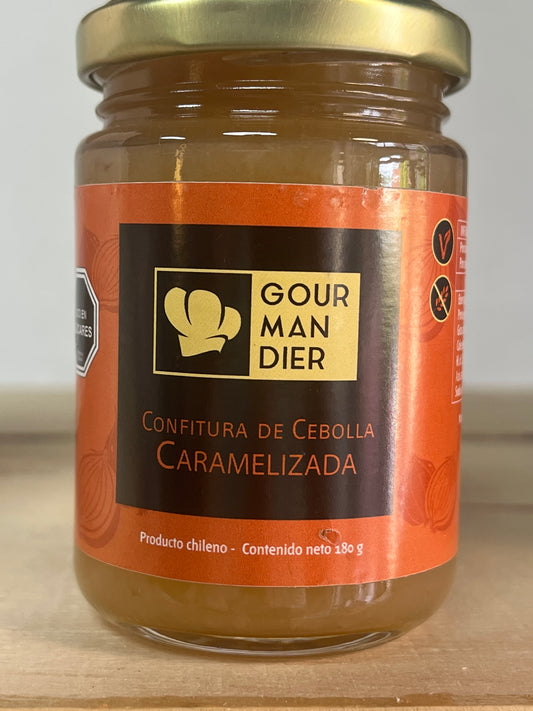 GOUR
MAN
DIER
CONFITURA DE CEBOLLA
CARAMELIZADA
Producto chileno - Contenido neto 180 g